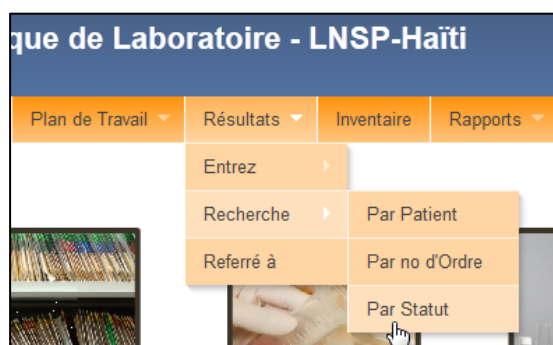 que de Laboratoire - LNSP-Haïti
Plan de Travail Résultats Inventaire Rapports
Entrez
Recherche Par Patient
Referré à Par no d'Ordre
Par Statut